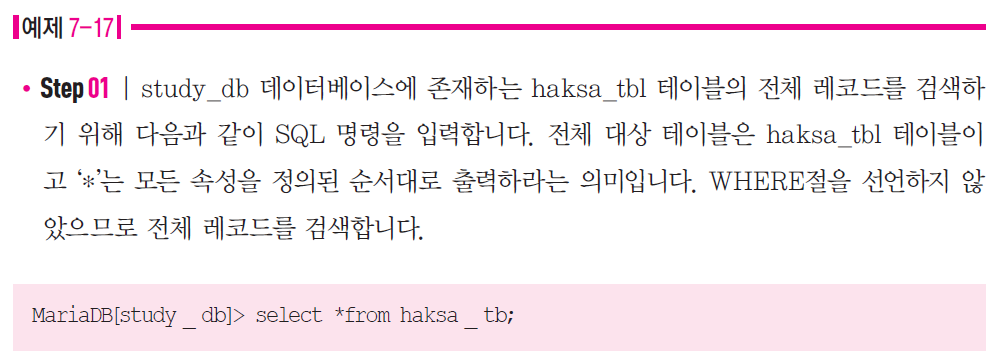 예제 7-17
• Step 01 | study_db 데이터베이스에 존재하는 haksa_tbl 테이블의 전체 레코드를 검색하
기 위해 다음과 같이 SQL 명령을 입력합니다. 전체 대상 테이블은 haksa_tbl 테이블이
고 ‘*’는 모든 속성을 정의된 순서대로 출력하라는 의미입니다. WHERE절을 선언하지 않
았으므로 전체 레코드를 검색합니다.
MariaDB[study _ db]> select *from haksa _ tb;